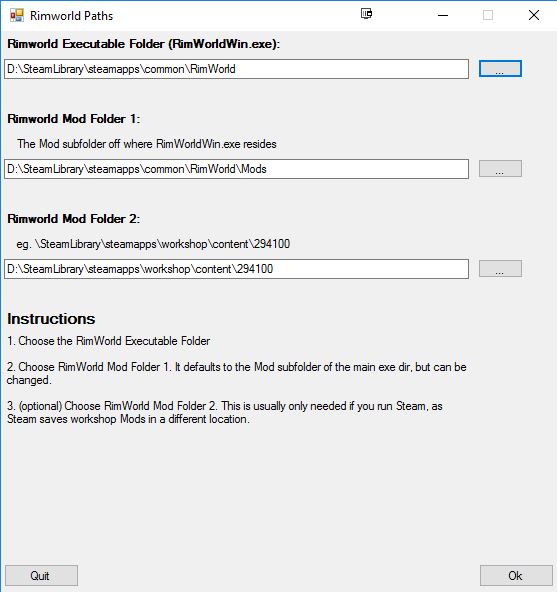 Rimworld Paths
Rimworld Executable Folder (RimWorldWin.exe):
D:\SteamLibrary\steamapps\common\RimWorld
...
Rimworld Mod Folder 1:
The Mod subfolder off where RimWorldWin.exe resides
D:\SteamLibrary\steamapps\common\RimWorld\Mods
...
Rimworld Mod Folder 2:
eg. \SteamLibrary\steamapps\workshop\content\294100
D:\SteamLibrary\steamapps\workshop\content\294100
...
Instructions
1. Choose the RimWorld Executable Folder
2. Choose RimWorld Mod Folder 1. It defaults to the Mod subfolder of the main exe dir, but can be
changed.
3. (optional) Choose RimWorld Mod Folder 2. This is usually only needed if you run Steam, as
Steam saves workshop Mods in a different location.
Quit
Ok